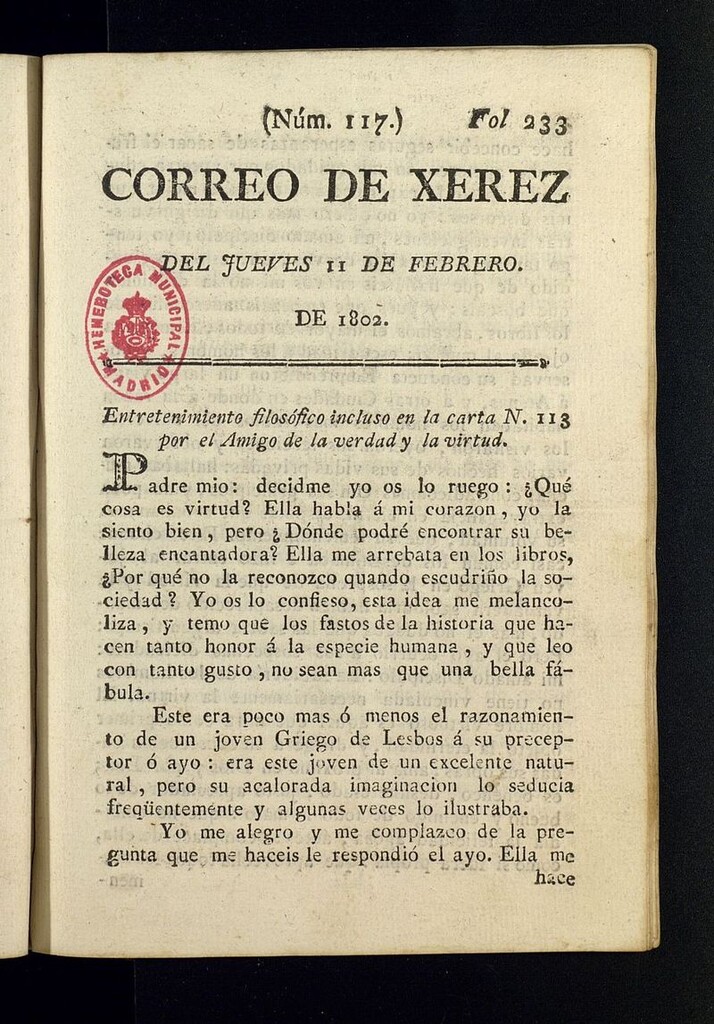 (Núm. 117.) Fol 233
CORREO DE XEREZ
DEL JUEVES 11 DE FEBRERO.
DE 1802.
HEMEROTECA MUNICIPAL
MADRID
Entretenimiento filosófico incluso en la carta N. 113
por el Amigo de la verdad y la virtud.
Padre mio: decidme yo os lo ruego: ¿Qué
cosa es virtud? Ella habla á mi corazon, yo la
siento bien, pero ¿Dónde podré encontrar su be-
lleza encantadora? Ella me arrebata en los libros,
¿Por qué no la reconozco quando escudriño la so-
ciedad? Yo os lo confieso, esta idea me melanco-
liza, y temo que los fastos de la historia que ha-
cen tanto honor á la especie humana, y que leo
con tanto gusto, no sean mas que una bella fá-
bula.
Este era poco mas ó menos el razonamien-
to de un joven Griego de Lesbos á su precep-
tor ó ayo: era este joven de un excelente natu-
ral, pero su acalorada imaginacion lo seducia
freqüentemente y algunas veces lo ilustraba.
Yo me alegro y me complazco de la pre-
gunta que me haceis le respondió el ayo. Ella me
hace